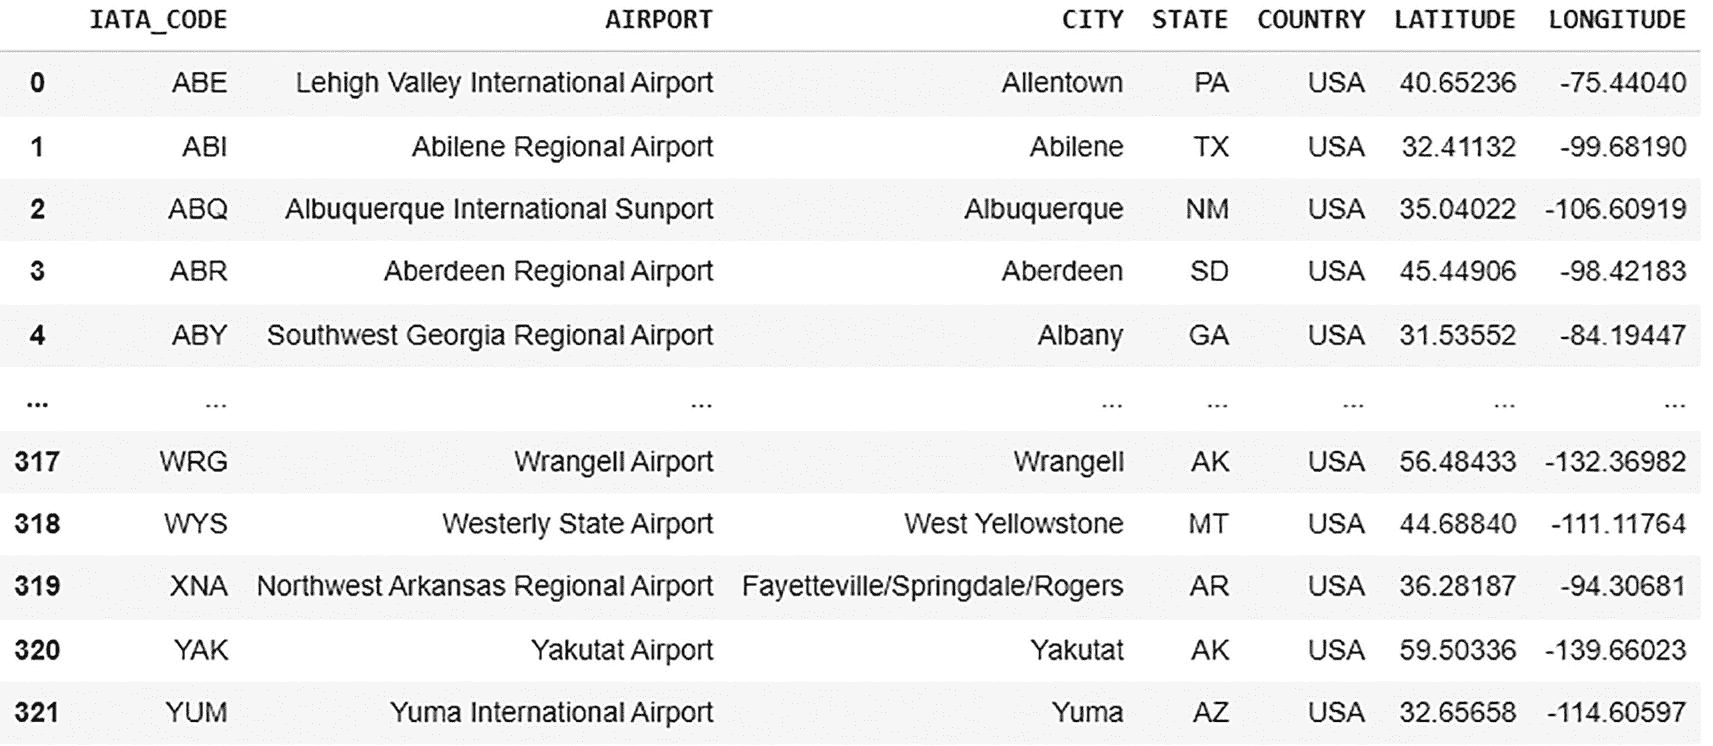 IATA_CODE AIRPORT CITY STATE COUNTRY LATITUDE LONGITUDE
0 ABE Lehigh Valley International Airport Allentown PA USA 40.65236 -75.44040
1 ABI Abilene Regional Airport Abilene TX USA 32.41132 -99.68190
2 ABQ Albuquerque International Sunport Albuquerque NM USA 35.04022 -106.60919
3 ABR Aberdeen Regional Airport Aberdeen SD USA 45.44906 -98.42183
4 ABY Southwest Georgia Regional Airport Albany GA USA 31.53552 -84.19447
... ... ... ... ... ... ... ...
317 WRG Wrangell Airport Wrangell AK USA 56.48433 -132.36982
318 WYS Westerly State Airport West Yellowstone MT USA 44.68840 -111.11764
319 XNA Northwest Arkansas Regional Airport Fayetteville/Springdale/Rogers AR USA 36.28187 -94.30681
320 YAK Yakutat Airport Yakutat AK USA 59.50336 -139.66023
321 YUM Yuma International Airport Yuma AZ USA 32.65658 -114.60597